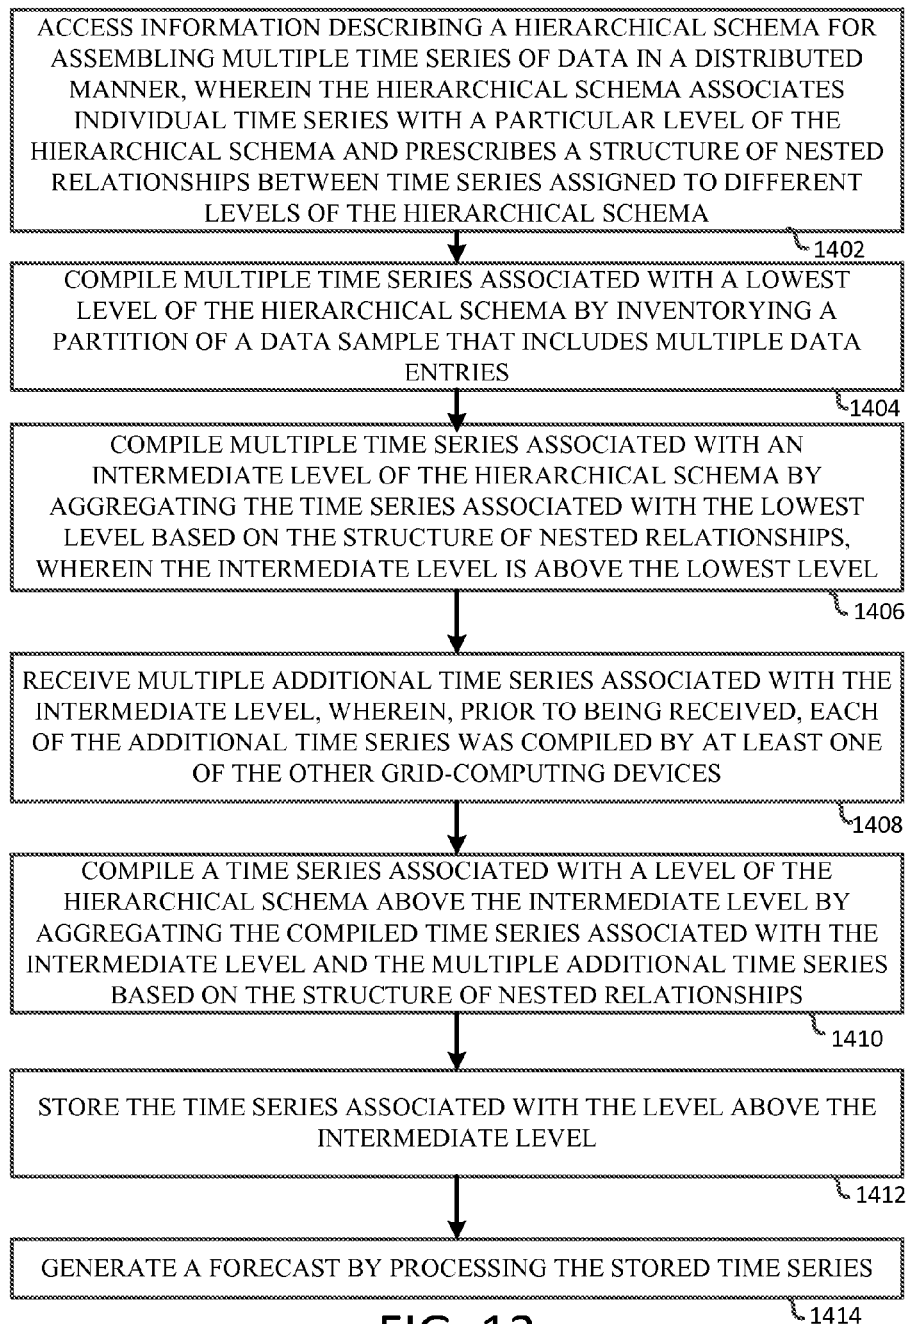 ACCESS INFORMATION DESCRIBING A HIERARCHICAL SCHEMA FOR
ASSEMBLING MULTIPLE TIME SERIES OF DATA IN A DISTRIBUTED
MANNER, WHEREIN THE HIERARCHICAL SCHEMA ASSOCIATES
INDIVIDUAL TIME SERIES WITH A PARTICULAR LEVEL OF THE
HIERARCHICAL SCHEMA AND PRESCRIBES A STRUCTURE OF NESTED
RELATIONSHIPS BETWEEN TIME SERIES ASSIGNED TO DIFFERENT
LEVELS OF THE HIERARCHICAL SCHEMA
1402
COMPILE MULTIPLE TIME SERIES ASSOCIATED WITH A LOWEST
LEVEL OF THE HIERARCHICAL SCHEMA BY INVENTORYING A
PARTITION OF A DATA SAMPLE THAT INCLUDES MULTIPLE DATA
ENTRIES
1404
COMPILE MULTIPLE TIME SERIES ASSOCIATED WITH AN
INTERMEDIATE LEVEL OF THE HIERARCHICAL SCHEMA BY
AGGREGATING THE TIME SERIES ASSOCIATED WITH THE LOWEST
LEVEL BASED ON THE STRUCTURE OF NESTED RELATIONSHIPS,
WHEREIN THE INTERMEDIATE LEVEL IS ABOVE THE LOWEST LEVEL
1406
RECEIVE MULTIPLE ADDITIONAL TIME SERIES ASSOCIATED WITH THE
INTERMEDIATE LEVEL, WHEREIN, PRIOR TO BEING RECEIVED, EACH
OF THE ADDITIONAL TIME SERIES WAS COMPILED BY AT LEAST ONE
OF THE OTHER GRID-COMPUTING DEVICES
1408
COMPILE A TIME SERIES ASSOCIATED WITH A LEVEL OF THE
HIERARCHICAL SCHEMA ABOVE THE INTERMEDIATE LEVEL BY
AGGREGATING THE COMPILED TIME SERIES ASSOCIATED WITH THE
INTERMEDIATE LEVEL AND THE MULTIPLE ADDITIONAL TIME SERIES
BASED ON THE STRUCTURE OF NESTED RELATIONSHIPS
1410
STORE THE TIME SERIES ASSOCIATED WITH THE LEVEL ABOVE THE
INTERMEDIATE LEVEL
1412
GENERATE A FORECAST BY PROCESSING THE STORED TIME SERIES
1414